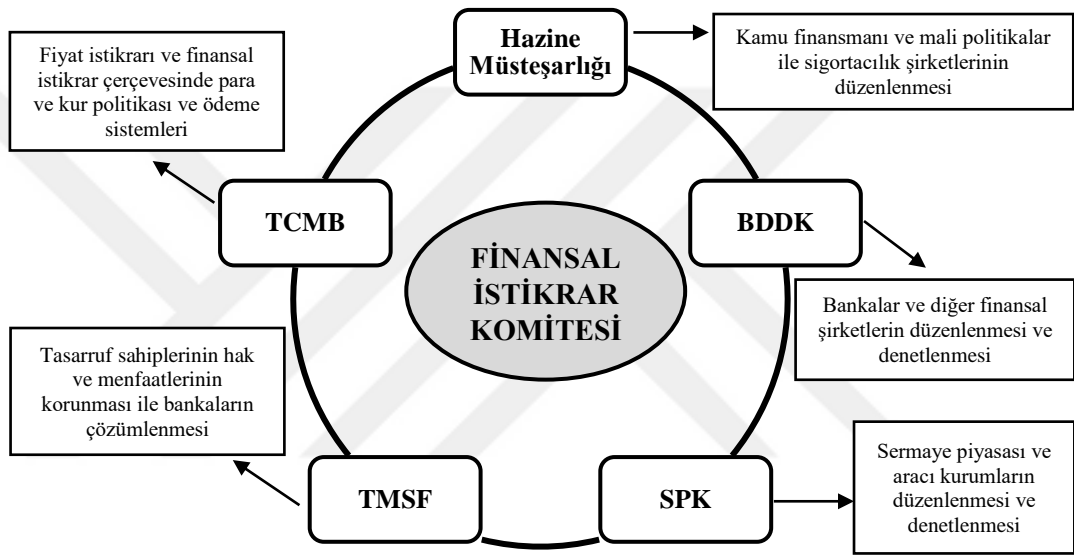 Hazine
Müsteşarlığı
Kamu finansmanı ve mali politikalar
ile sigortacılık şirketlerinin
düzenlenmesi
Fiyat istikrarı ve finansal
istikrar çerçevesinde para
ve kur politikası ve ödeme
sistemleri
TCMB
BDDK
FİNANSAL
İSTİKRAR
KOMİTESİ
Bankalar ve diğer finansal
şirketlerin düzenlenmesi ve
denetlenmesi
Tasarruf sahiplerinin hak
ve menfaatlerinin
korunması ile bankaların
çözümlenmesi
TMSF
SPK
Sermaye piyasası ve
aracı kurumların
düzenlenmesi ve
denetlenmesi